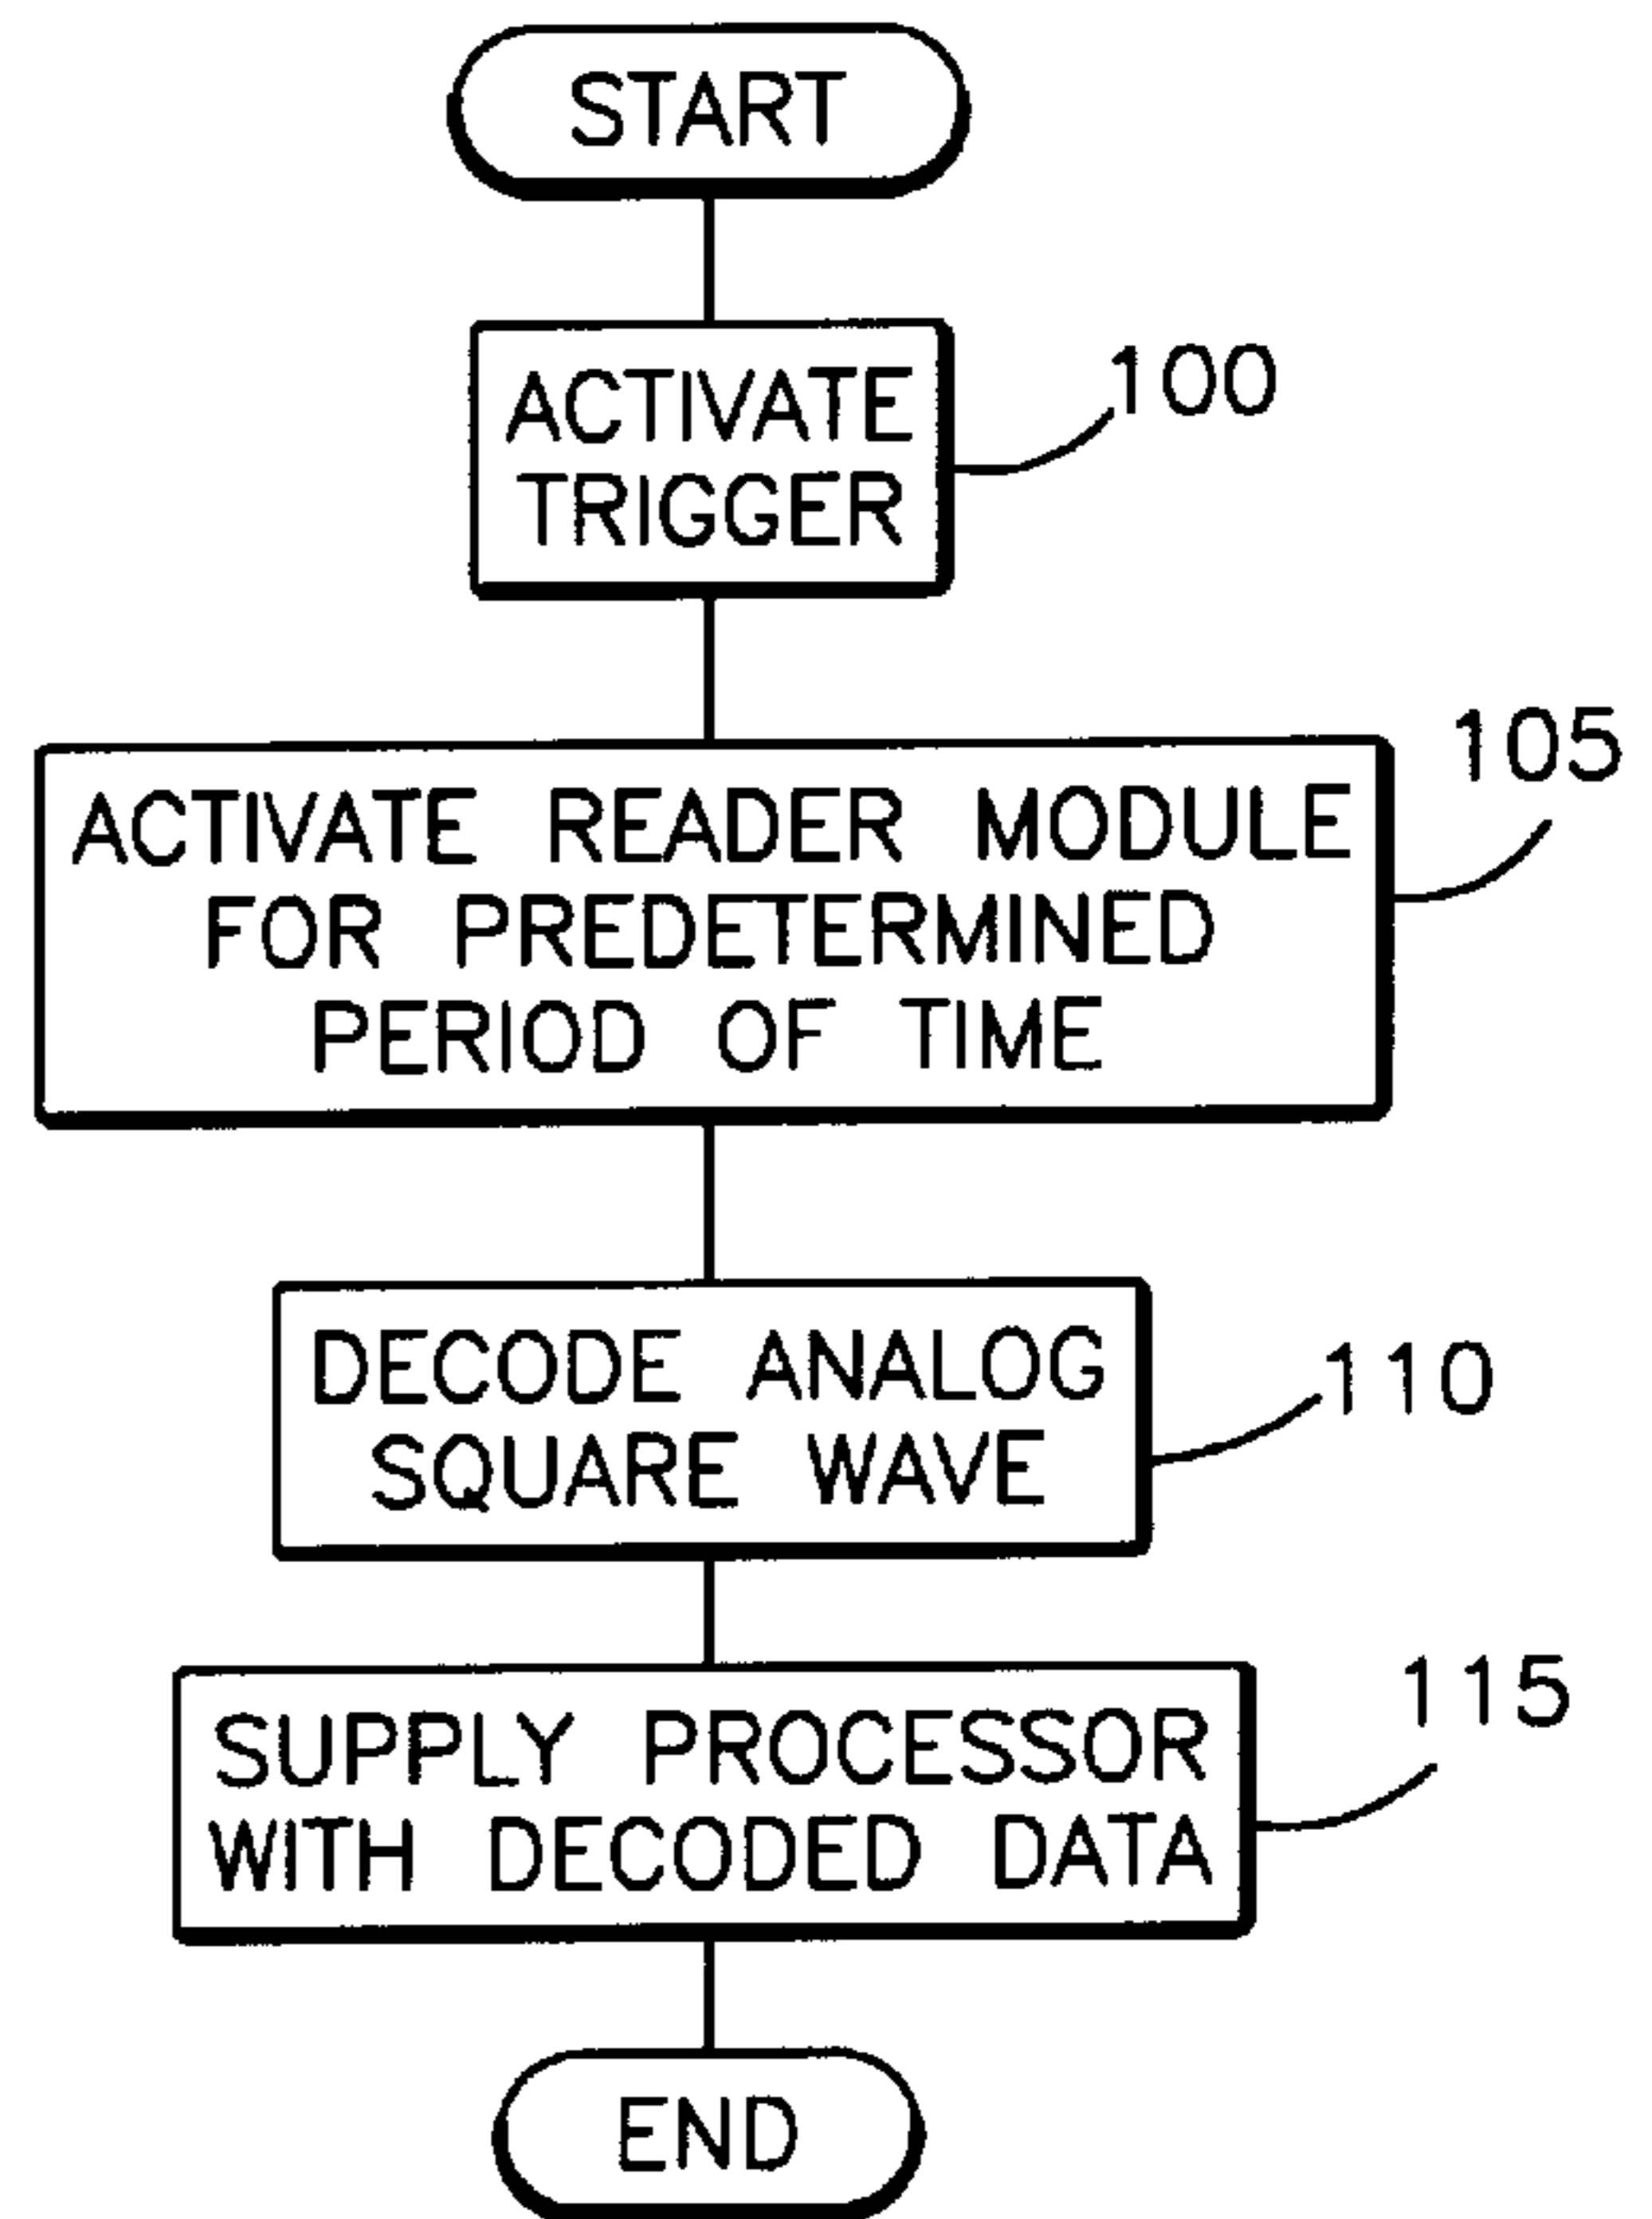 START
ACTIVATE
TRIGGER
100
ACTIVATE READER MODULE
FOR PREDETERMINED
PERIOD OF TIME
105
DECODE ANALOG
SQUARE WAVE
110
SUPPLY PROCESSOR
WITH DECODED DATA
115
END